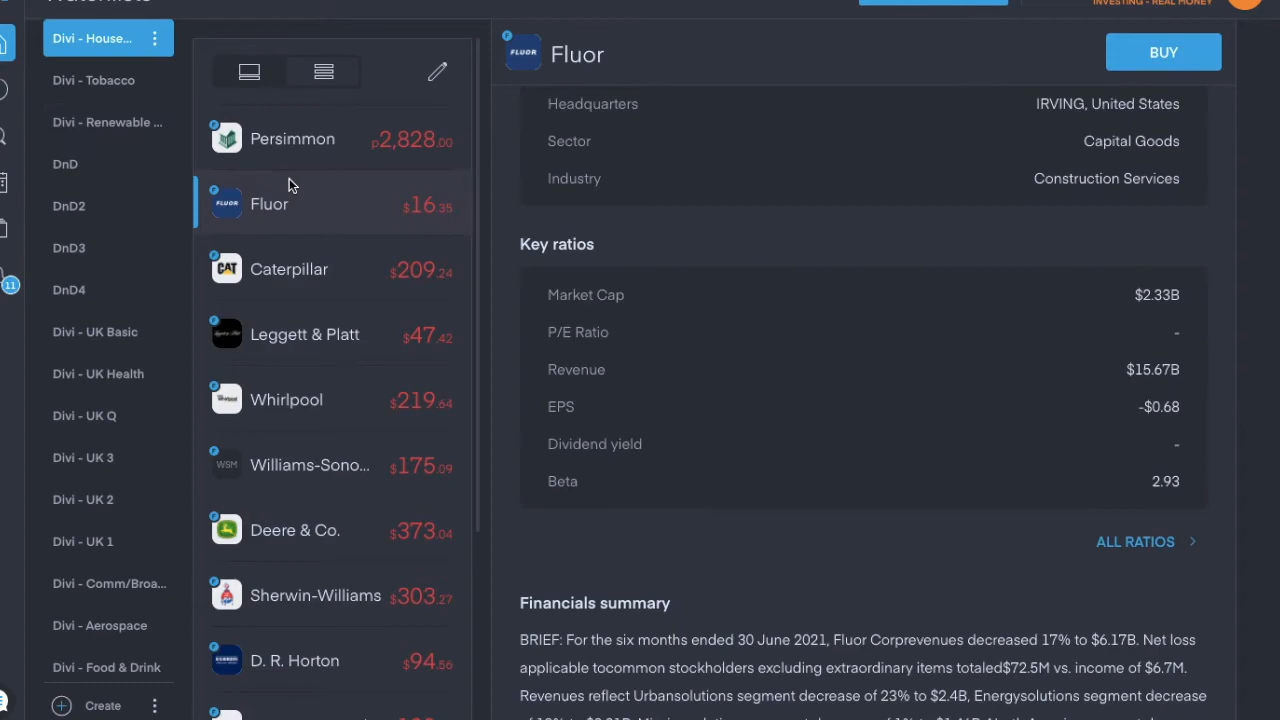 INVESTING - REAL MONEY
Divi - House...
Divi - Tobacco
Divi - Renewable ...
DnD
DnD2
DnD3
11
DnD4
Divi - UK Basic
Divi - UK Health
Divi - UK Q
Divi - UK 3
Divi - UK 2
Divi - UK 1
Divi - Comm/Broa...
Divi - Aerospace
Divi - Food & Drink
Create
Persimmon p2,828.00
FLUOR Fluor $16.35
CAT Caterpillar $209.24
Leggett & Platt $47.42
Whirlpool $219.64
WSM Williams-Sono... $175.09
Deere & Co. $373.04
Sherwin-Williams $303.27
D. R. Horton $94.56
FLUOR Fluor
BUY
Headquarters IRVING, United States
Sector Capital Goods
Industry Construction Services
Key ratios
Market Cap $2.33B
P/E Ratio -
Revenue $15.67B
EPS -$0.68
Dividend yield -
Beta 2.93
ALL RATIOS
Financials summary
BRIEF: For the six months ended 30 June 2021, Fluor Corprevenues decreased 17% to $6.17B. Net loss
applicable tocommon stockholders excluding extraordinary items totaled$72.5M vs. income of $6.7M.
Revenues reflect Urbansolutions segment decrease of 23% to $2.4B, Energysolutions segment decrease